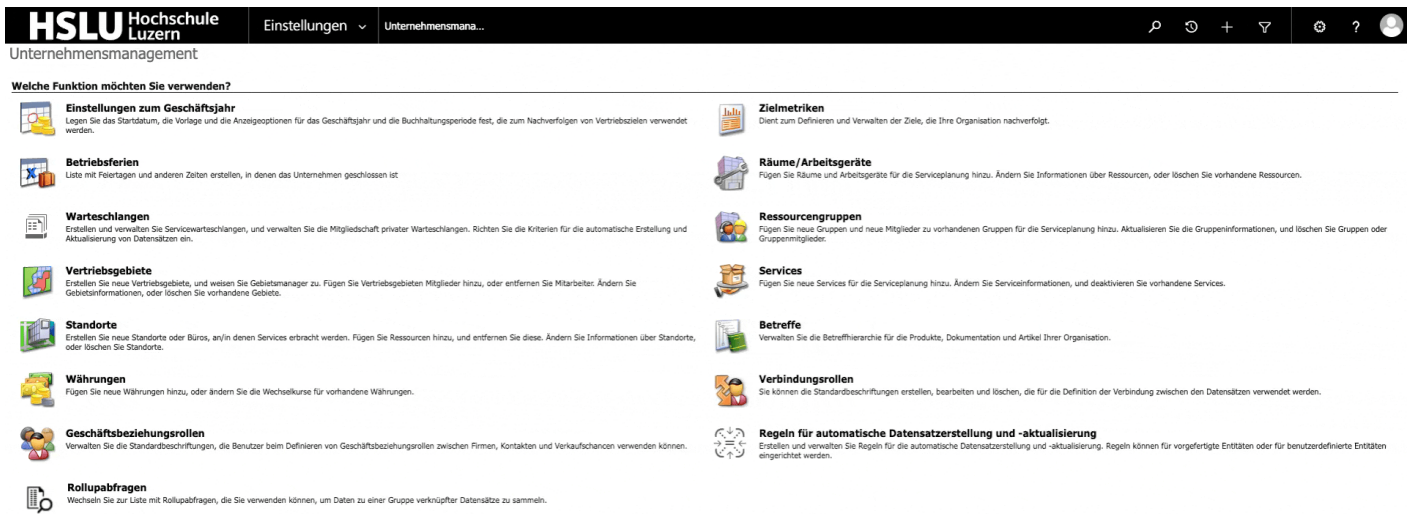 HSLU Hochschule
Luzern
Einstellungen
Unternehmensmana...
?
Unternehmensmanagement
Welche Funktion möchten Sie verwenden?
Einstellungen zum Geschäftsjahr
Legen Sie das Startdatum, die Vorlage und die Anzeigeoptionen für das Geschäftsjahr und die Buchhaltungsperiode fest, die zum Nachverfolgen von Vertriebszielen verwendet
werden.
Zielmetriken
Dient zum Definieren und Verwalten der Ziele, die Ihre Organisation nachverfolgt.
Betriebsferien
Liste mit Feiertagen und anderen Zeiten erstellen, in denen das Unternehmen geschlossen ist
Räume/Arbeitsgeräte
Fügen Sie Räume und Arbeitsgeräte für die Serviceplanung hinzu. Ändern Sie Informationen über Ressourcen, oder löschen Sie vorhandene Ressourcen.
Warteschlangen
Erstellen und verwalten Sie Servicewarteschlangen, und verwalten Sie die Mitgliedschaft privater Warteschlangen. Richten Sie die Kriterien für die automatische Erstellung und
Aktualisierung von Datensätzen ein.
Ressourcengruppen
Fügen Sie neue Gruppen und neue Mitglieder zu vorhandenen Gruppen für die Serviceplanung hinzu. Aktualisieren Sie die Gruppeninformationen, und löschen Sie Gruppen oder
Gruppenmitglieder.
Vertriebsgebiete
Erstellen Sie neue Vertriebsgebiete, und weisen Sie Gebietsmanager zu. Fügen Sie Vertriebsgebieten Mitglieder hinzu, oder entfernen Sie Mitarbeiter. Ändern Sie
Gebietsinformationen, oder löschen Sie vorhandene Gebiete.
Services
Fügen Sie neue Services für die Serviceplanung hinzu. Ändern Sie Serviceinformationen, und deaktivieren Sie vorhandene Services.
Standorte
Erstellen Sie neue Standorte oder Büros, an/in denen Services erbracht werden. Fügen Sie Ressourcen hinzu, und entfernen Sie diese. Ändern Sie Informationen über Standorte,
oder löschen Sie Standorte.
Betreffe
Verwalten Sie die Betreffhierarchie für die Produkte, Dokumentation und Artikel Ihrer Organisation.
Währungen
Fügen Sie neue Währungen hinzu, oder ändern Sie die Wechselkurse für vorhandene Währungen.
Verbindungsrollen
Sie können die Standardbeschriftungen erstellen, bearbeiten und löschen, die für die Definition der Verbindung zwischen den Datensätzen verwendet werden.
Geschäftsbeziehungsrollen
Verwalten Sie die Standardbeschriftungen, die Benutzer beim Definieren von Geschäftsbeziehungsrollen zwischen Firmen, Kontakten und Verkaufschancen verwenden können.
Regeln für automatische Datensatzerstellung und -aktualisierung
Erstellen und verwalten Sie Regeln für die automatische Datensatzerstellung und -aktualisierung. Regeln können für vorgefertigte Entitäten oder für benutzerdefinierte Entitäten
eingerichtet werden.
Rollupabfragen
Wechseln Sie zur Liste mit Rollupabfragen, die Sie verwenden können, um Daten zu einer Gruppe verknüpfter Datensätze zu sammeln.